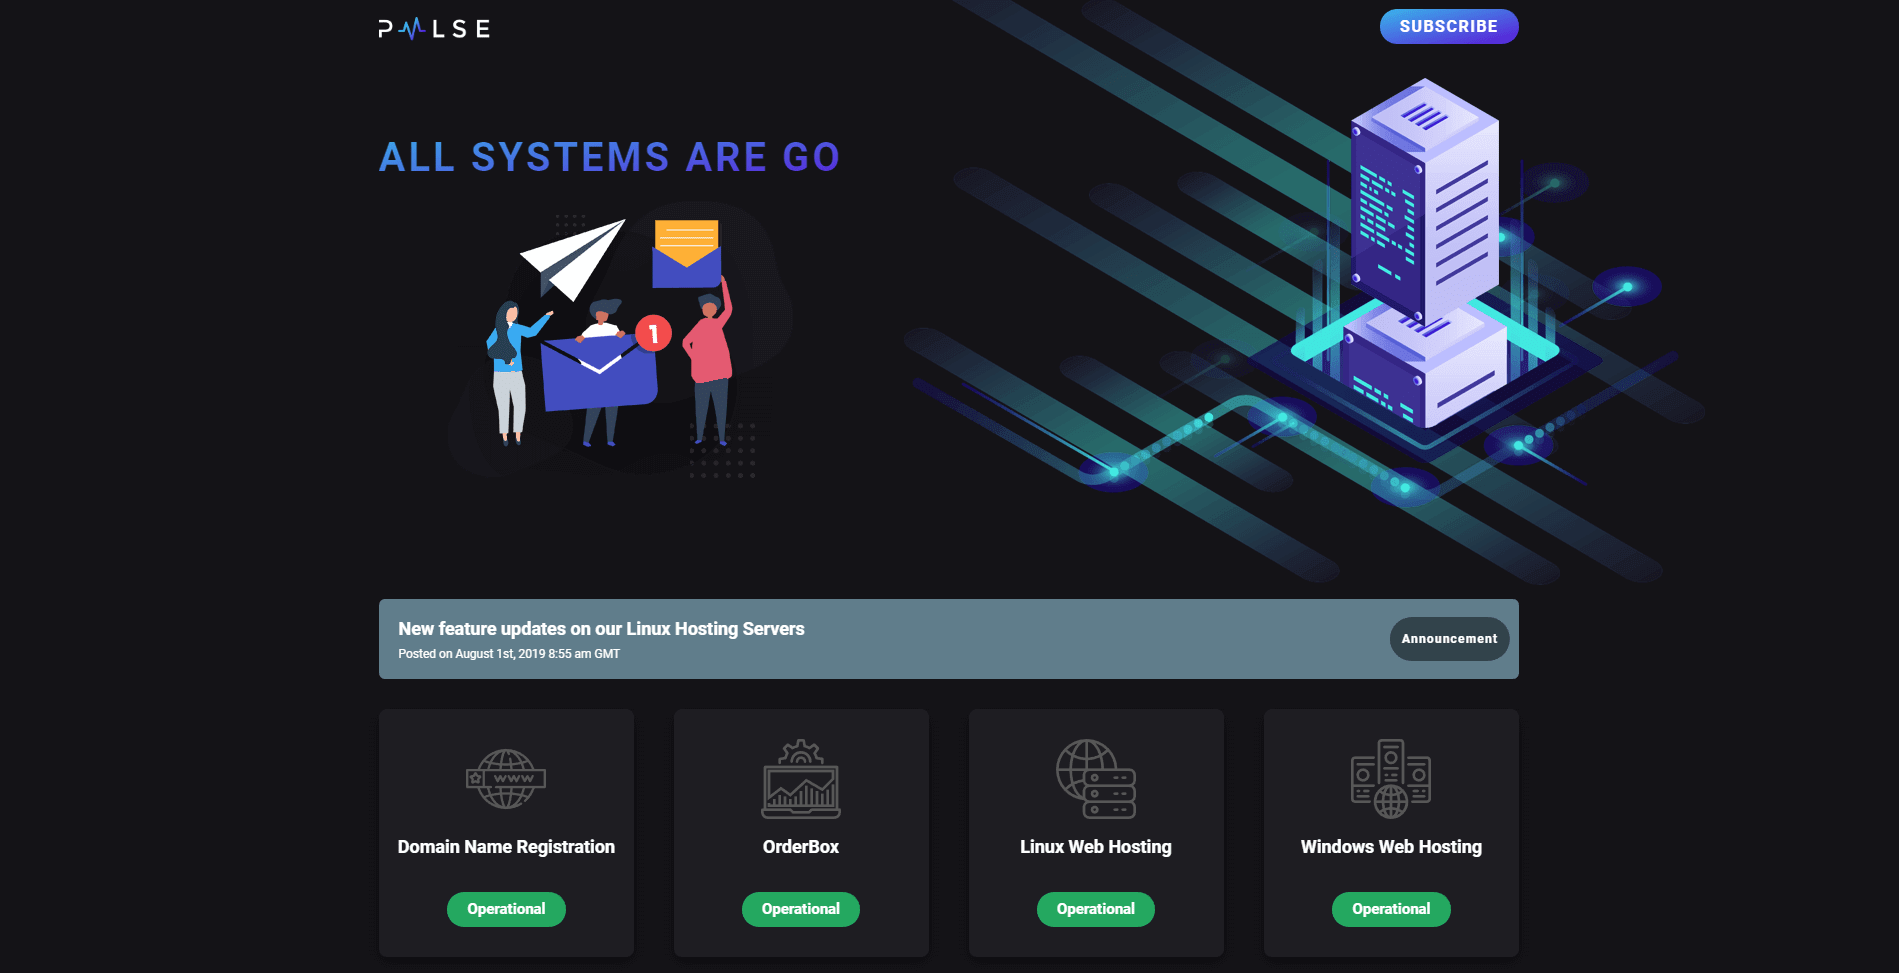 PULSE
SUBSCRIBE
ALL SYSTEMS ARE GO
1
New feature updates on our Linux Hosting Servers
Posted on August 1st, 2019 8:55 am GMT
Announcement
WWW
Domain Name Registration
OrderBox
Linux Web Hosting
Windows Web Hosting
Operational
Operational
Operational
Operational